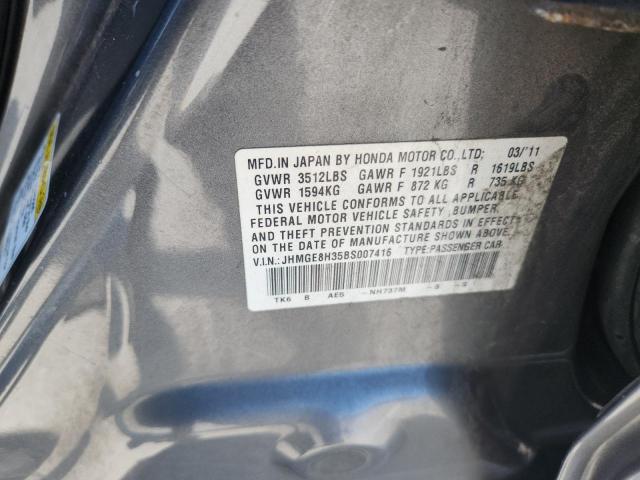 MFD.IN JAPAN BY HONDA MOTOR CO.,LTD; 03/'11
GVWR 3512LBS GAWR F 1921LBS R 1619LBS
GVWR 1594KG GAWR F 872 KG R 735 KG
THIS VEHICLE CONFORMS TO ALL APPLICABLE
FEDERAL MOTOR VEHICLE SAFETY, BUMPER,
AND THEFT PREVENTION STANDARDS IN EFFECT
ON THE DATE OF MANUFACTURE SHOWN ABOVE.
V.I.N.: JHMGE8H35BS007416 TYPE:PASSENGER CAR
TK6 B AE5 -NH737M